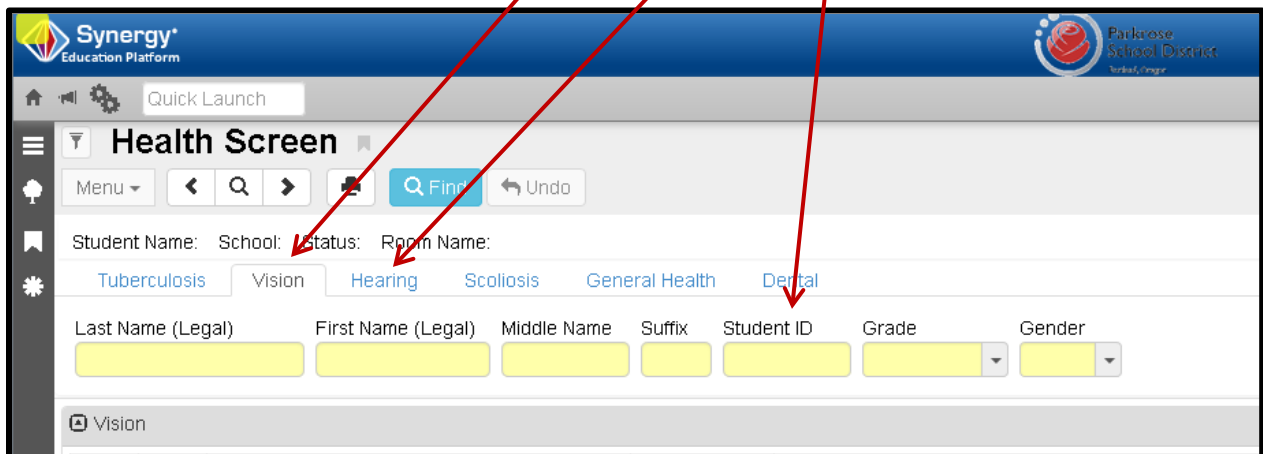 Synergy
Education Platform
Parkrose
School District
Quick Launch
Health Screen
Menu
Find
Undo
Student Name: School: Status: Room Name:
Tuberculosis Vision Hearing Scoliosis General Health Dental
Last Name (Legal) First Name (Legal) Middle Name Suffix Student ID Grade Gender
Vision